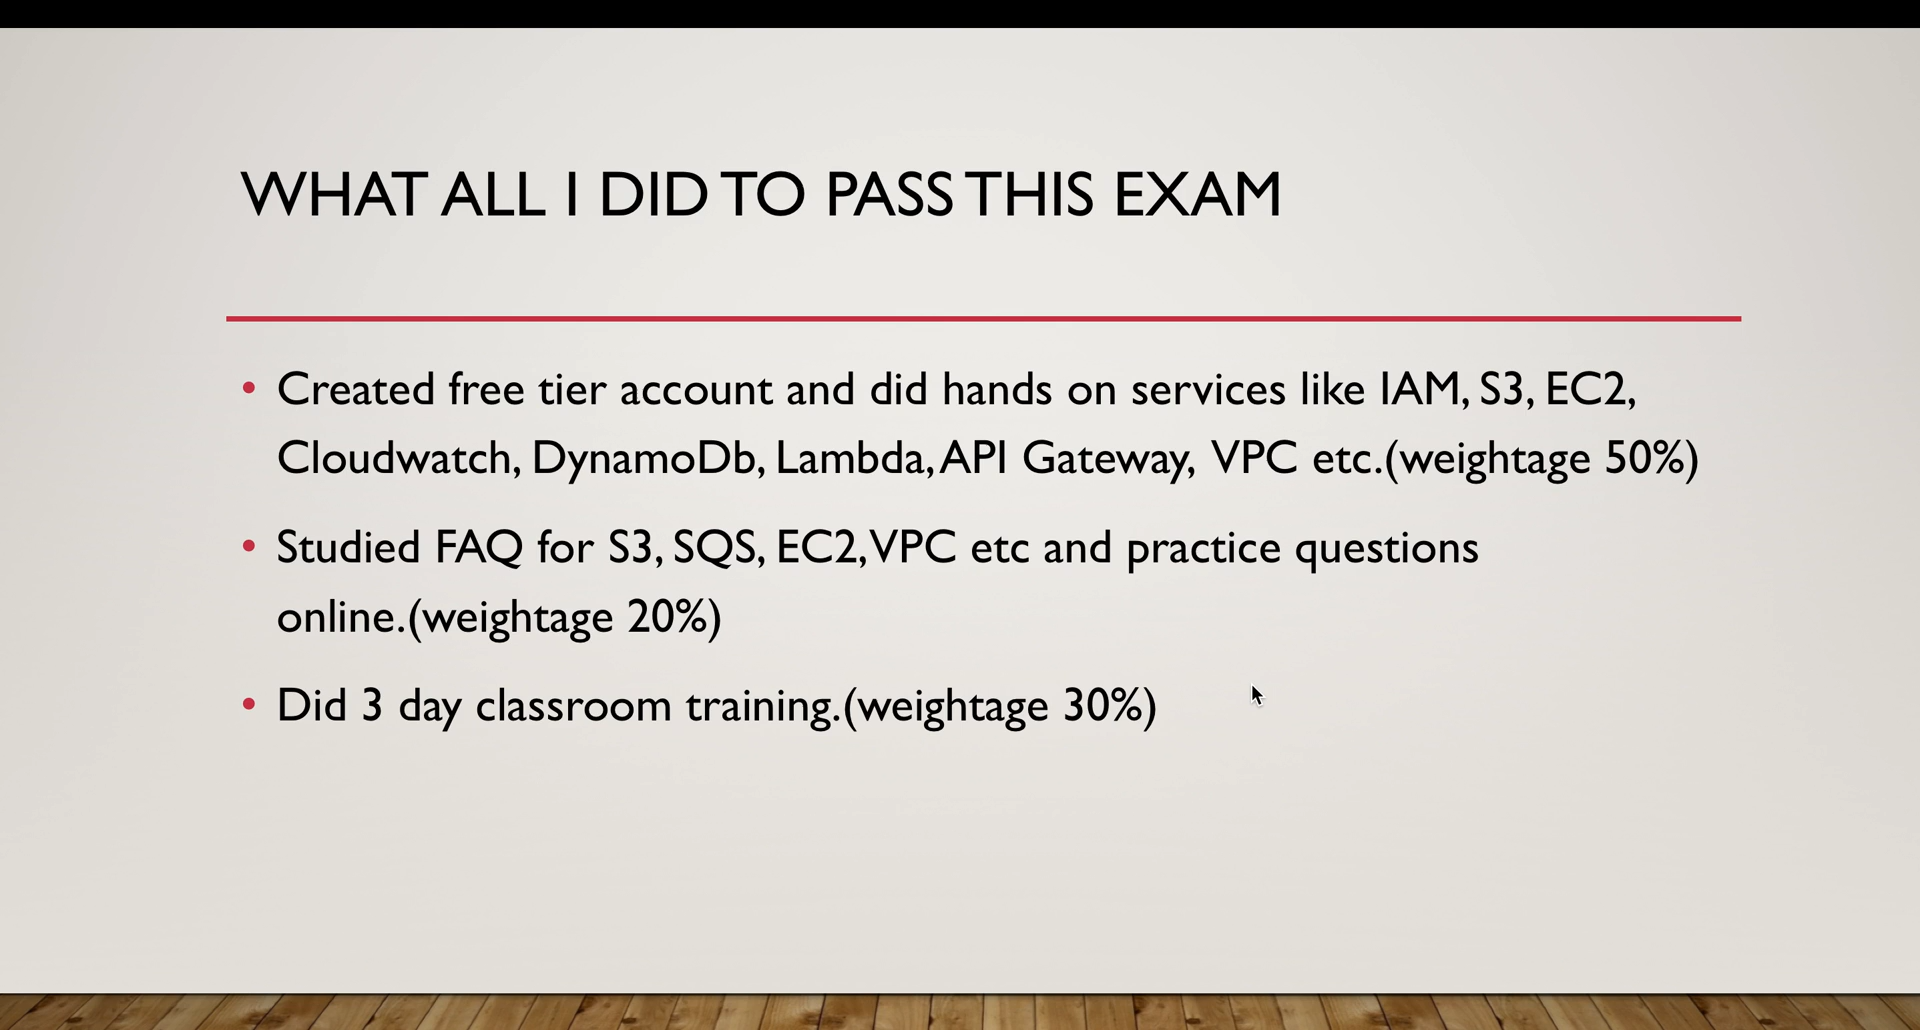 WHAT ALL I DID TO PASS THIS EXAM
• Created free tier account and did hands on services like IAM, S3, EC2,
Cloudwatch, DynamoDb, Lambda, API Gateway, VPC etc.(weightage 50%)
• Studied FAQ for S3, SQS, EC2, VPC etc and practice questions
online.(weightage 20%)
• Did 3 day classroom training.(weightage 30%)